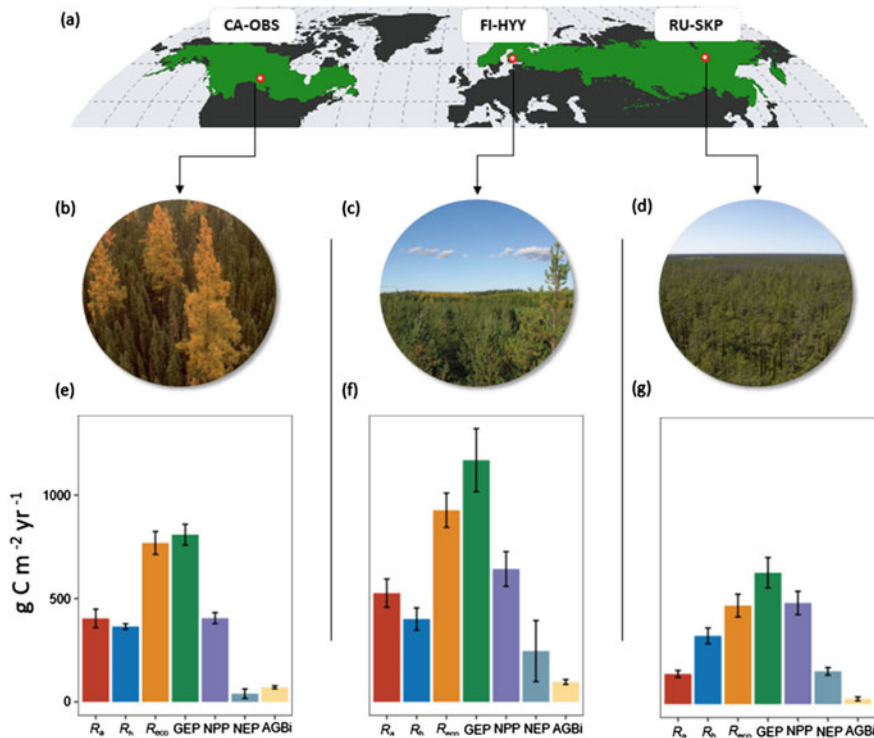 (a)
CA-OBS
FI-HYY
RU-SKP
(b)
(c)
(d)
(e)
(f)
(g)
g C m⁻² yr⁻¹
1000
500
0
Rₐ Rₕ Rₑcₒ GEP NPP NEP AGBi
Rₐ Rₕ Rₑcₒ GEP NPP NEP AGBi
Rₐ Rₕ Rₑcₒ GEP NPP NEP AGBi